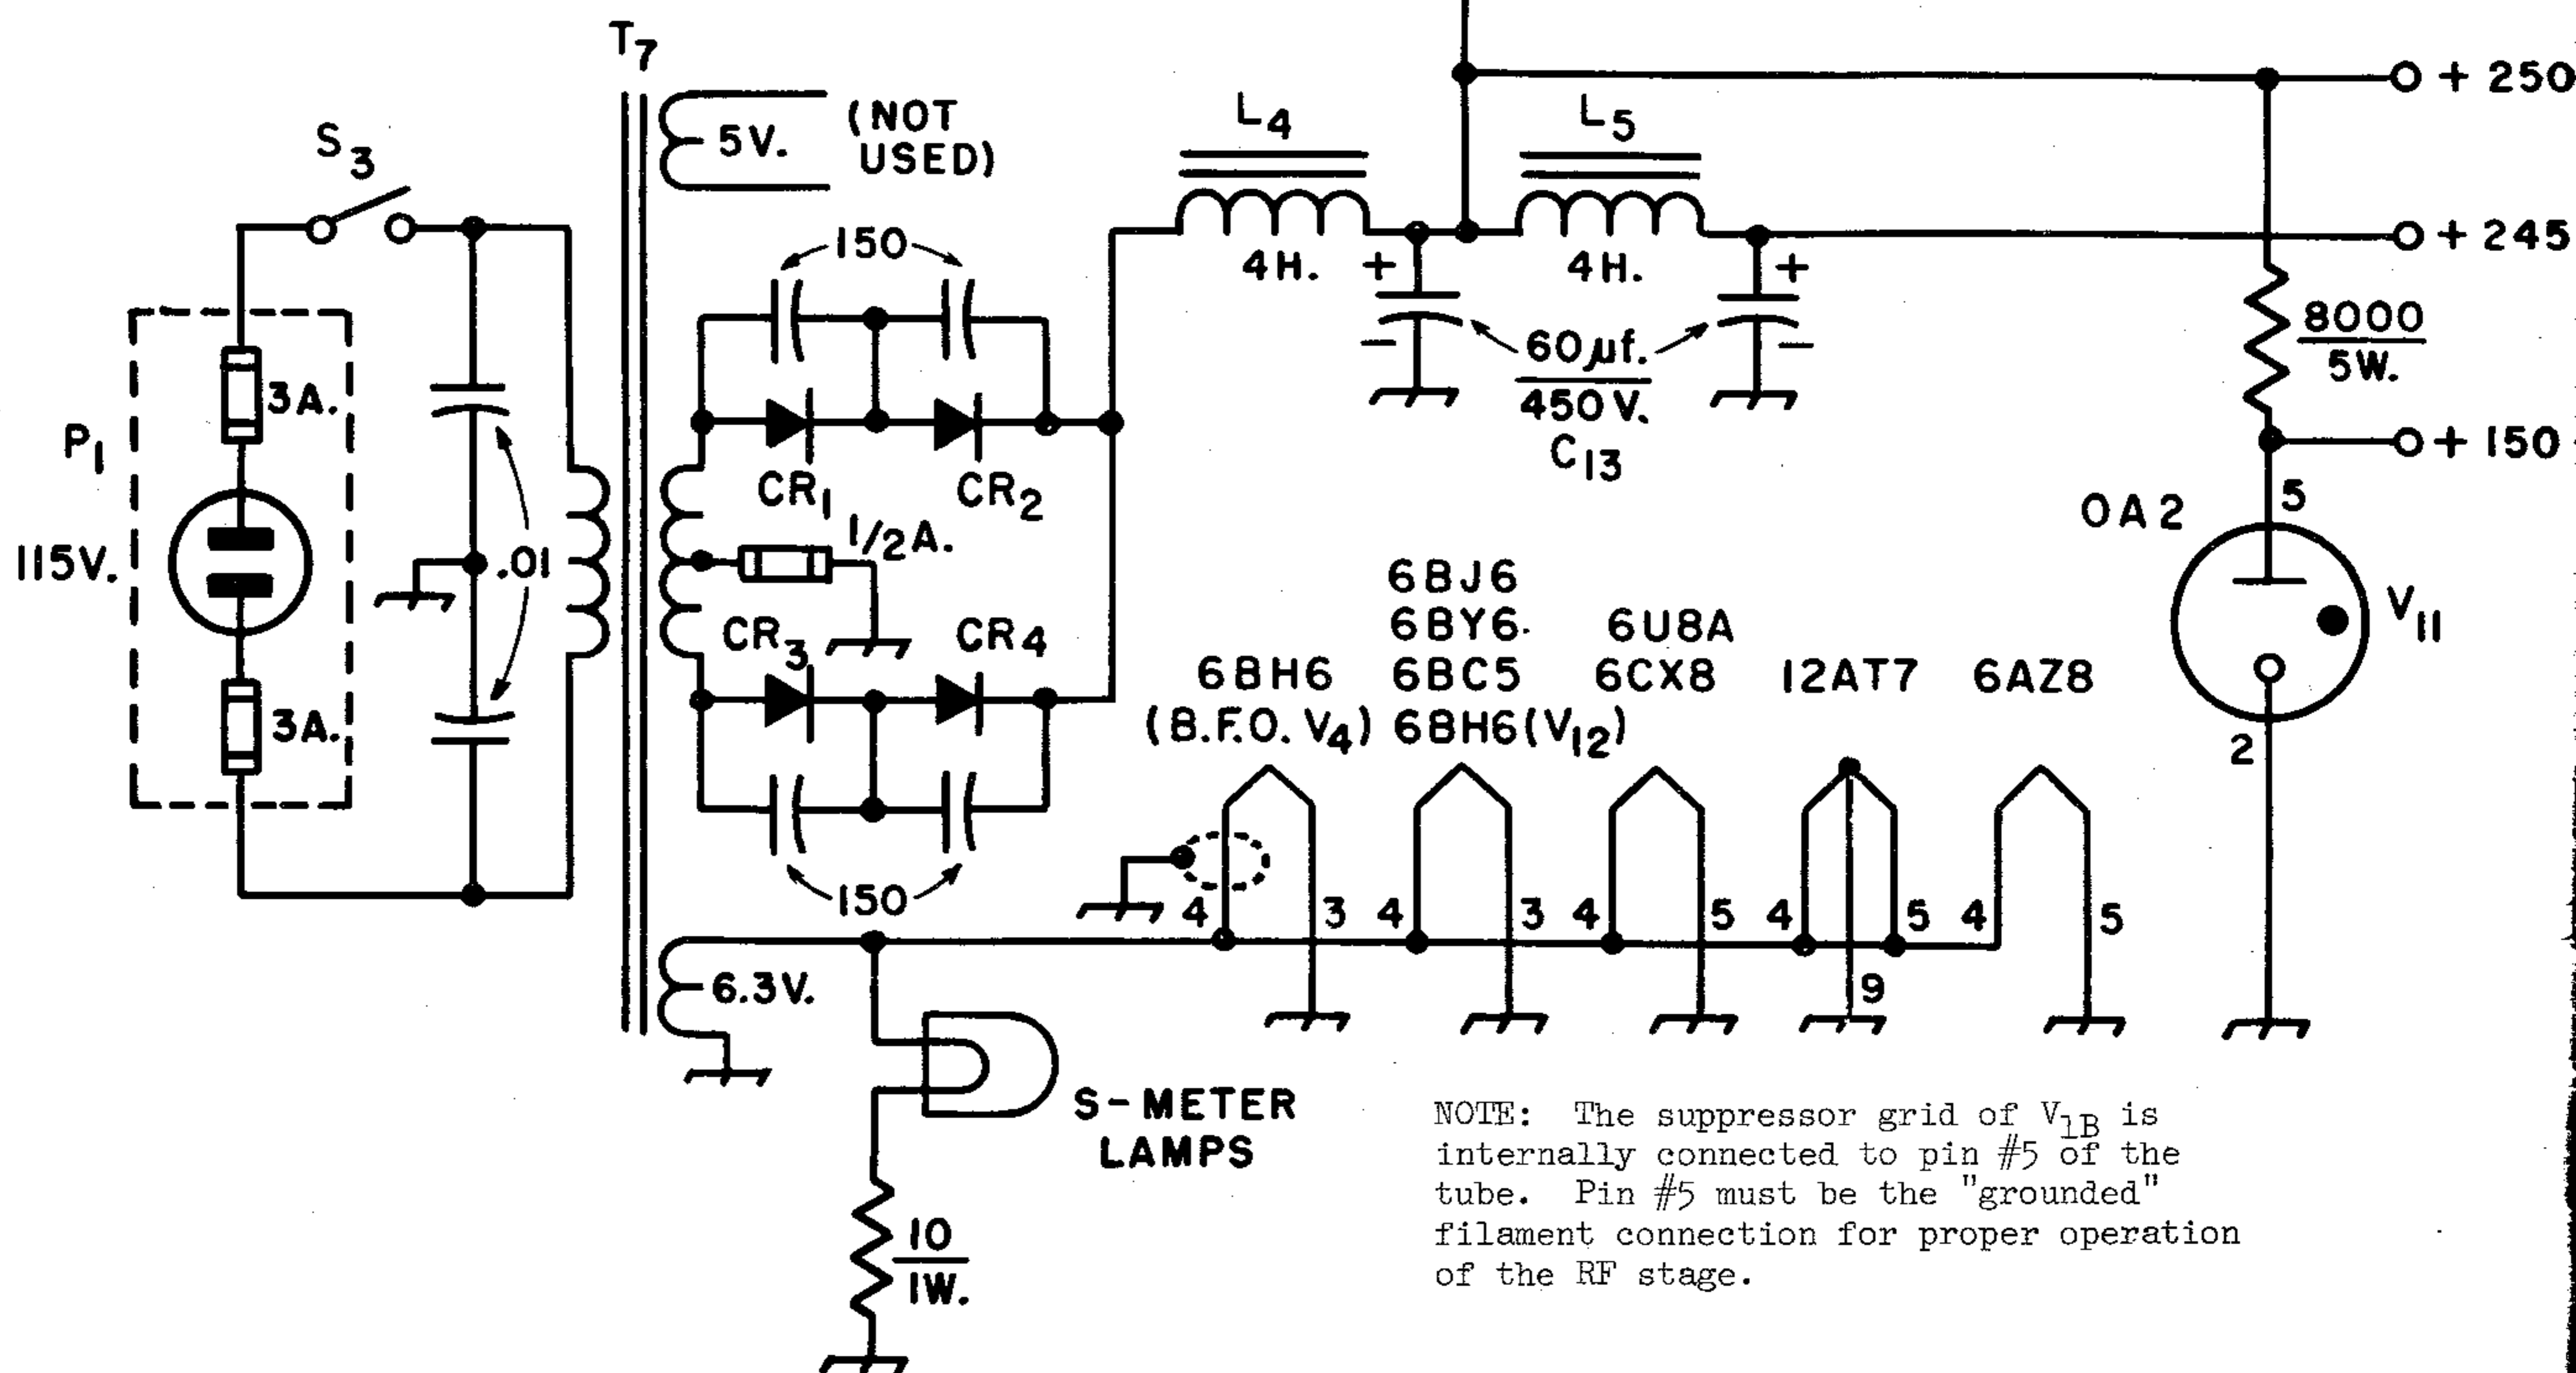 T7
5V. (NOT USED)
S3
P1
115V.
3A.
3A.
.01
150
CR1
CR2
1/2A.
CR3
CR4
150
6.3V.
L4
4H.
L5
4H.
+
-
+
-
60µf.
450V.
C13
+ 250
+ 245
8000
5W.
+ 150
0A2
5
2
V11
6BH6
(B.F.O. V4)
6BJ6
6BY6
6BC5
6BH6(V12)
6U8A
6CX8
12AT7
6AZ8
4
3
4
3
4
5
4
5
9
4
5
S-METER
LAMPS
10
1W.
NOTE: The suppressor grid of V1B is
internally connected to pin #5 of the
tube. Pin #5 must be the "grounded"
filament connection for proper operation
of the RF stage.